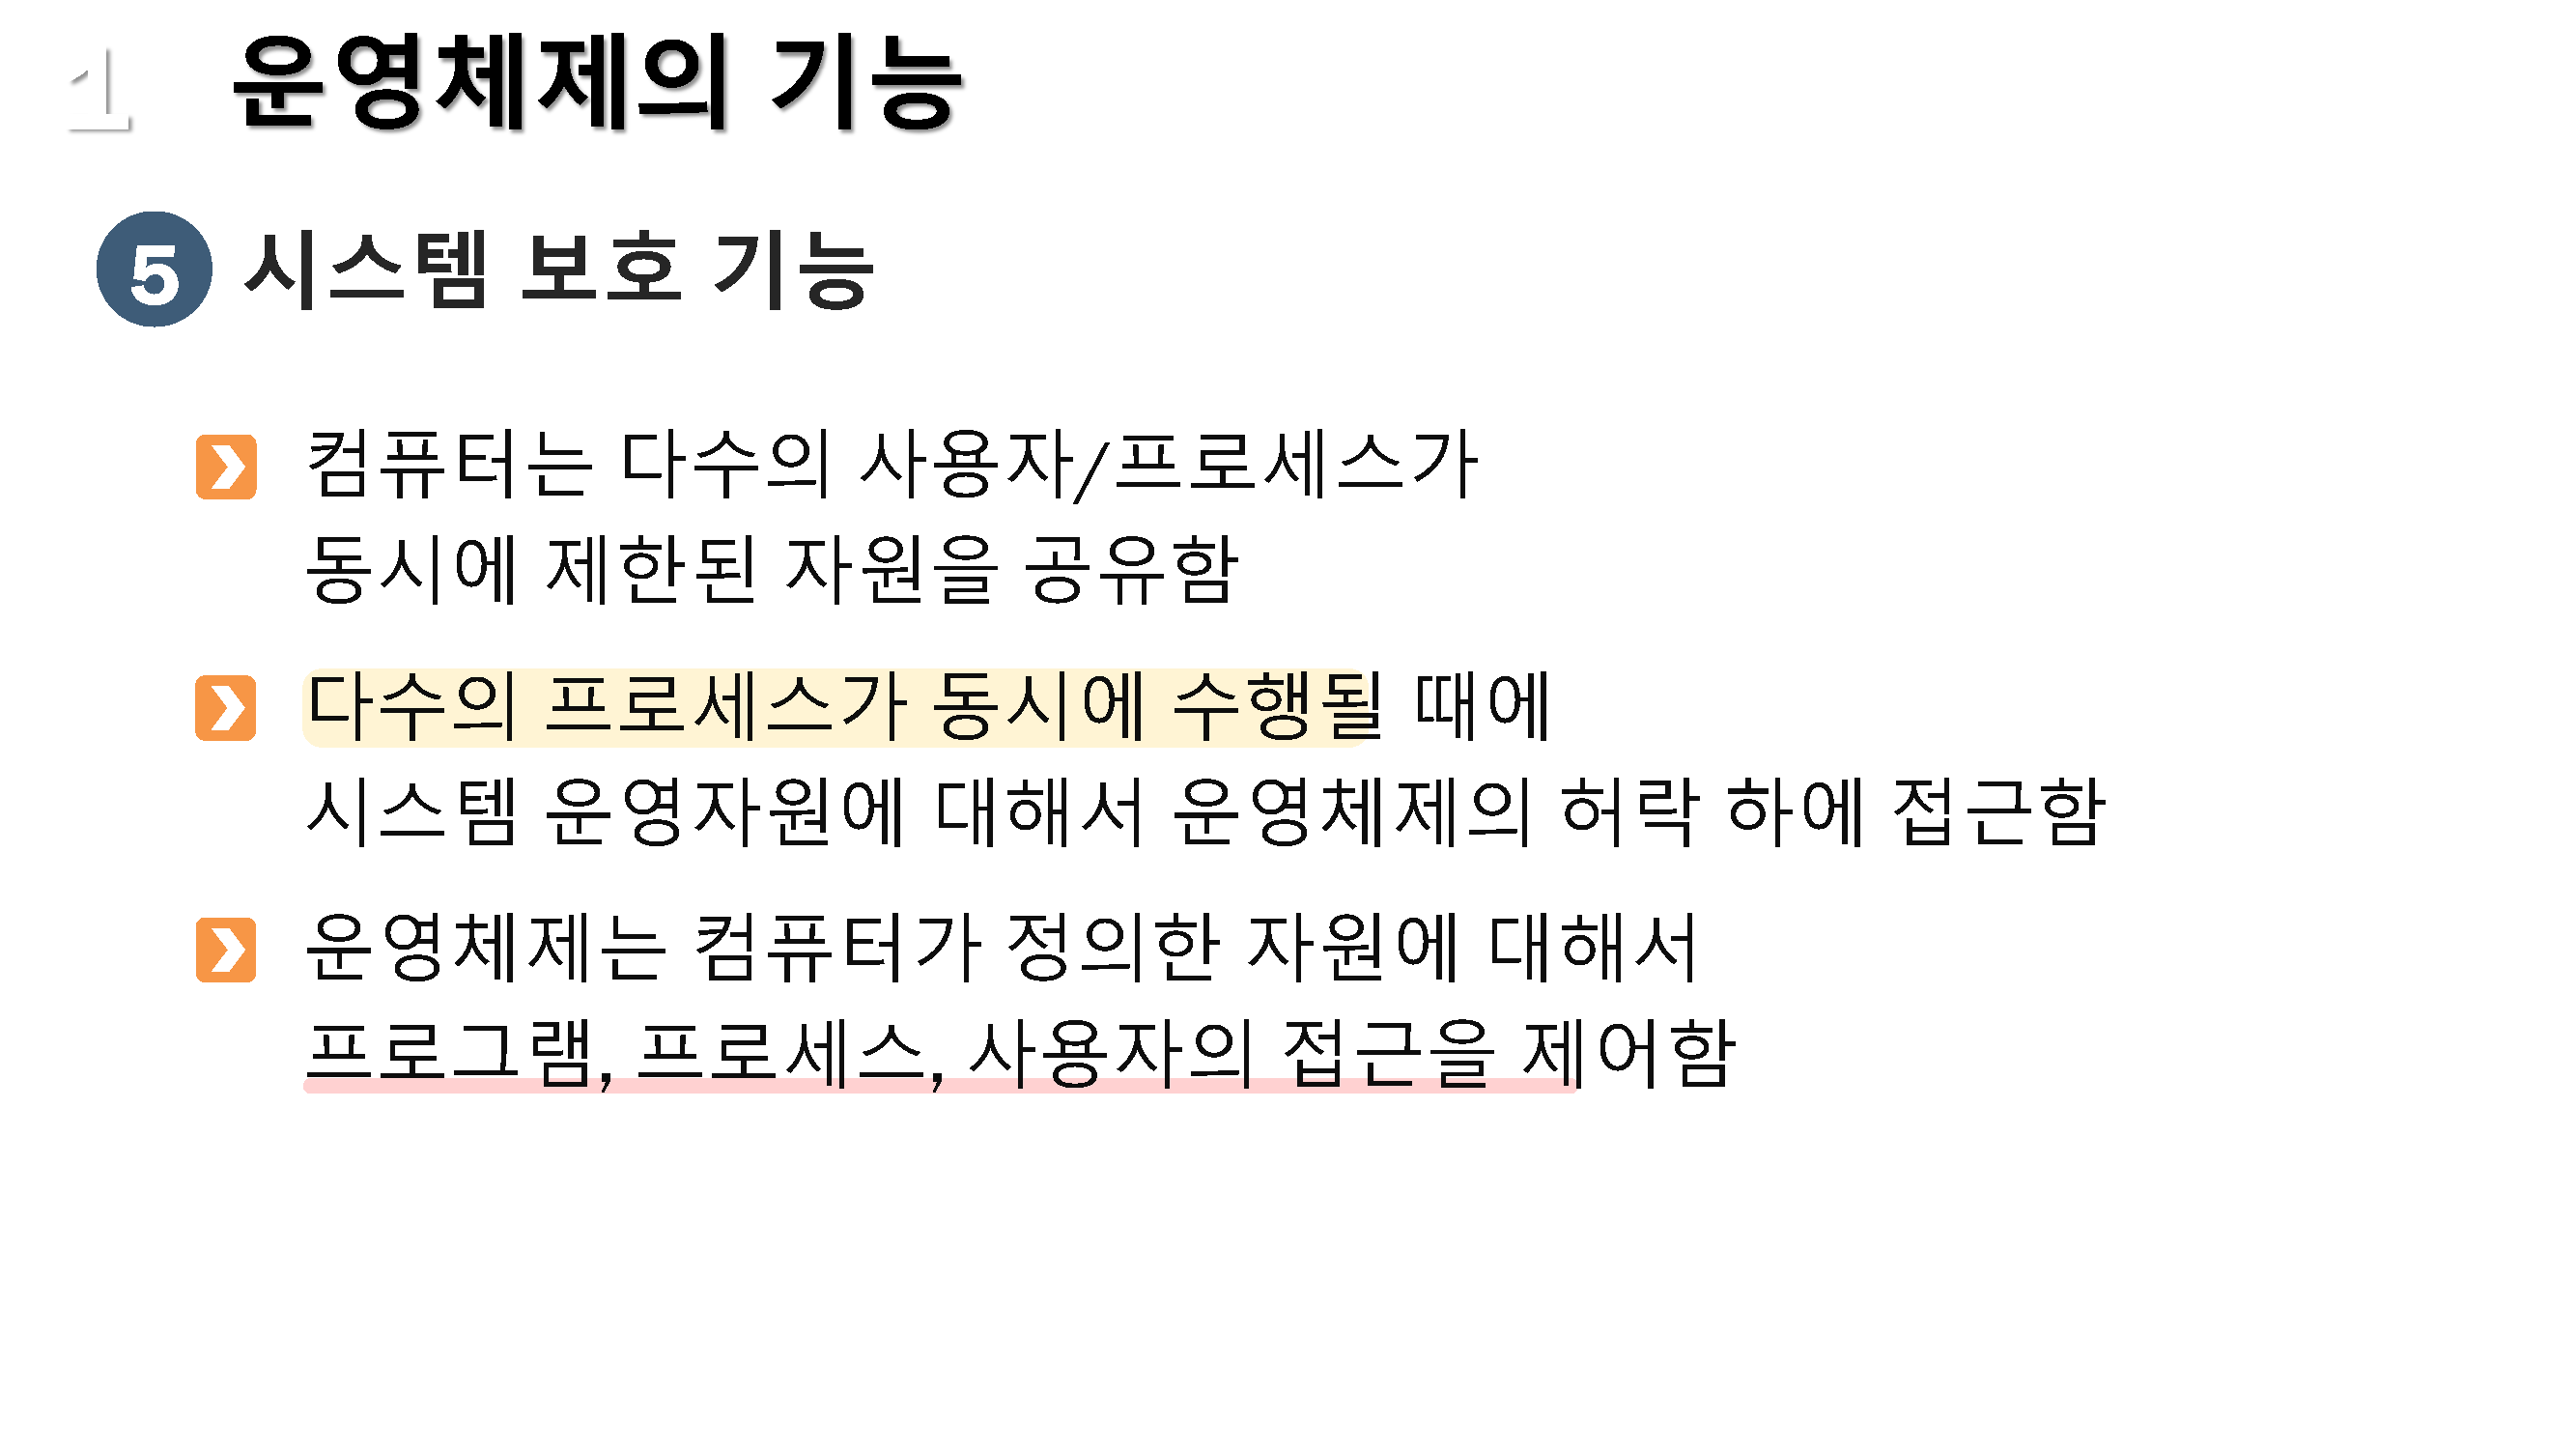 1 운영체제의 기능
5 시스템 보호 기능
컴퓨터는 다수의 사용자/프로세스가
동시에 제한된 자원을 공유함
다수의 프로세스가 동시에 수행될 때에
시스템 운영자원에 대해서 운영체제의 허락 하에 접근함
운영체제는 컴퓨터가 정의한 자원에 대해서
프로그램, 프로세스, 사용자의 접근을 제어함